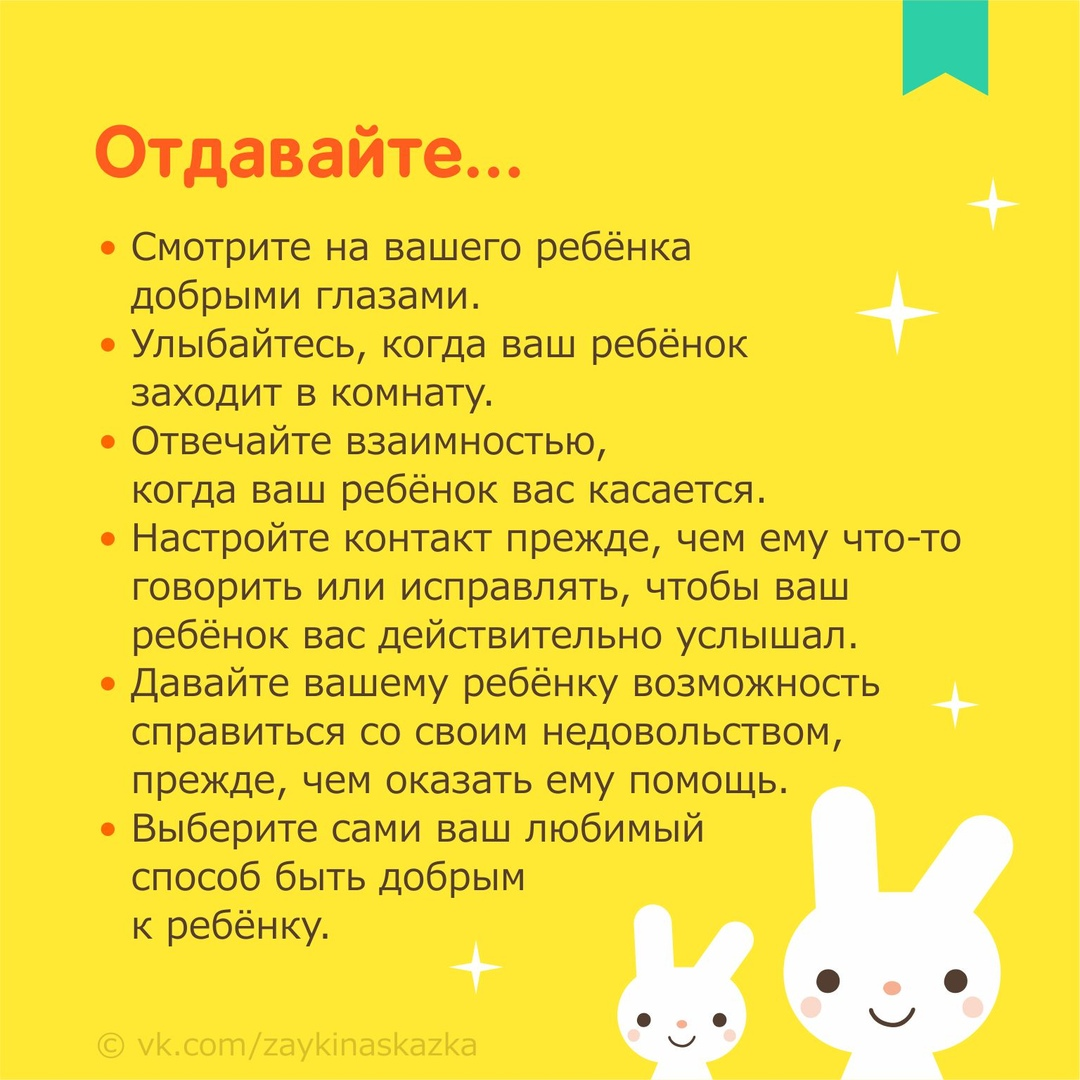 Отдавайте...
• Смотрите на вашего ребёнка
добрыми глазами.
• Улыбайтесь, когда ваш ребёнок
заходит в комнату.
• Отвечайте взаимностью,
когда ваш ребёнок вас касается.
• Настройте контакт прежде, чем ему что-то
говорить или исправлять, чтобы ваш
ребёнок вас действительно услышал.
• Давайте вашему ребёнку возможность
справиться со своим недовольством,
прежде, чем оказать ему помощь.
• Выберите сами ваш любимый
способ быть добрым
к ребёнку.
© vk.com/zaykinaskazka